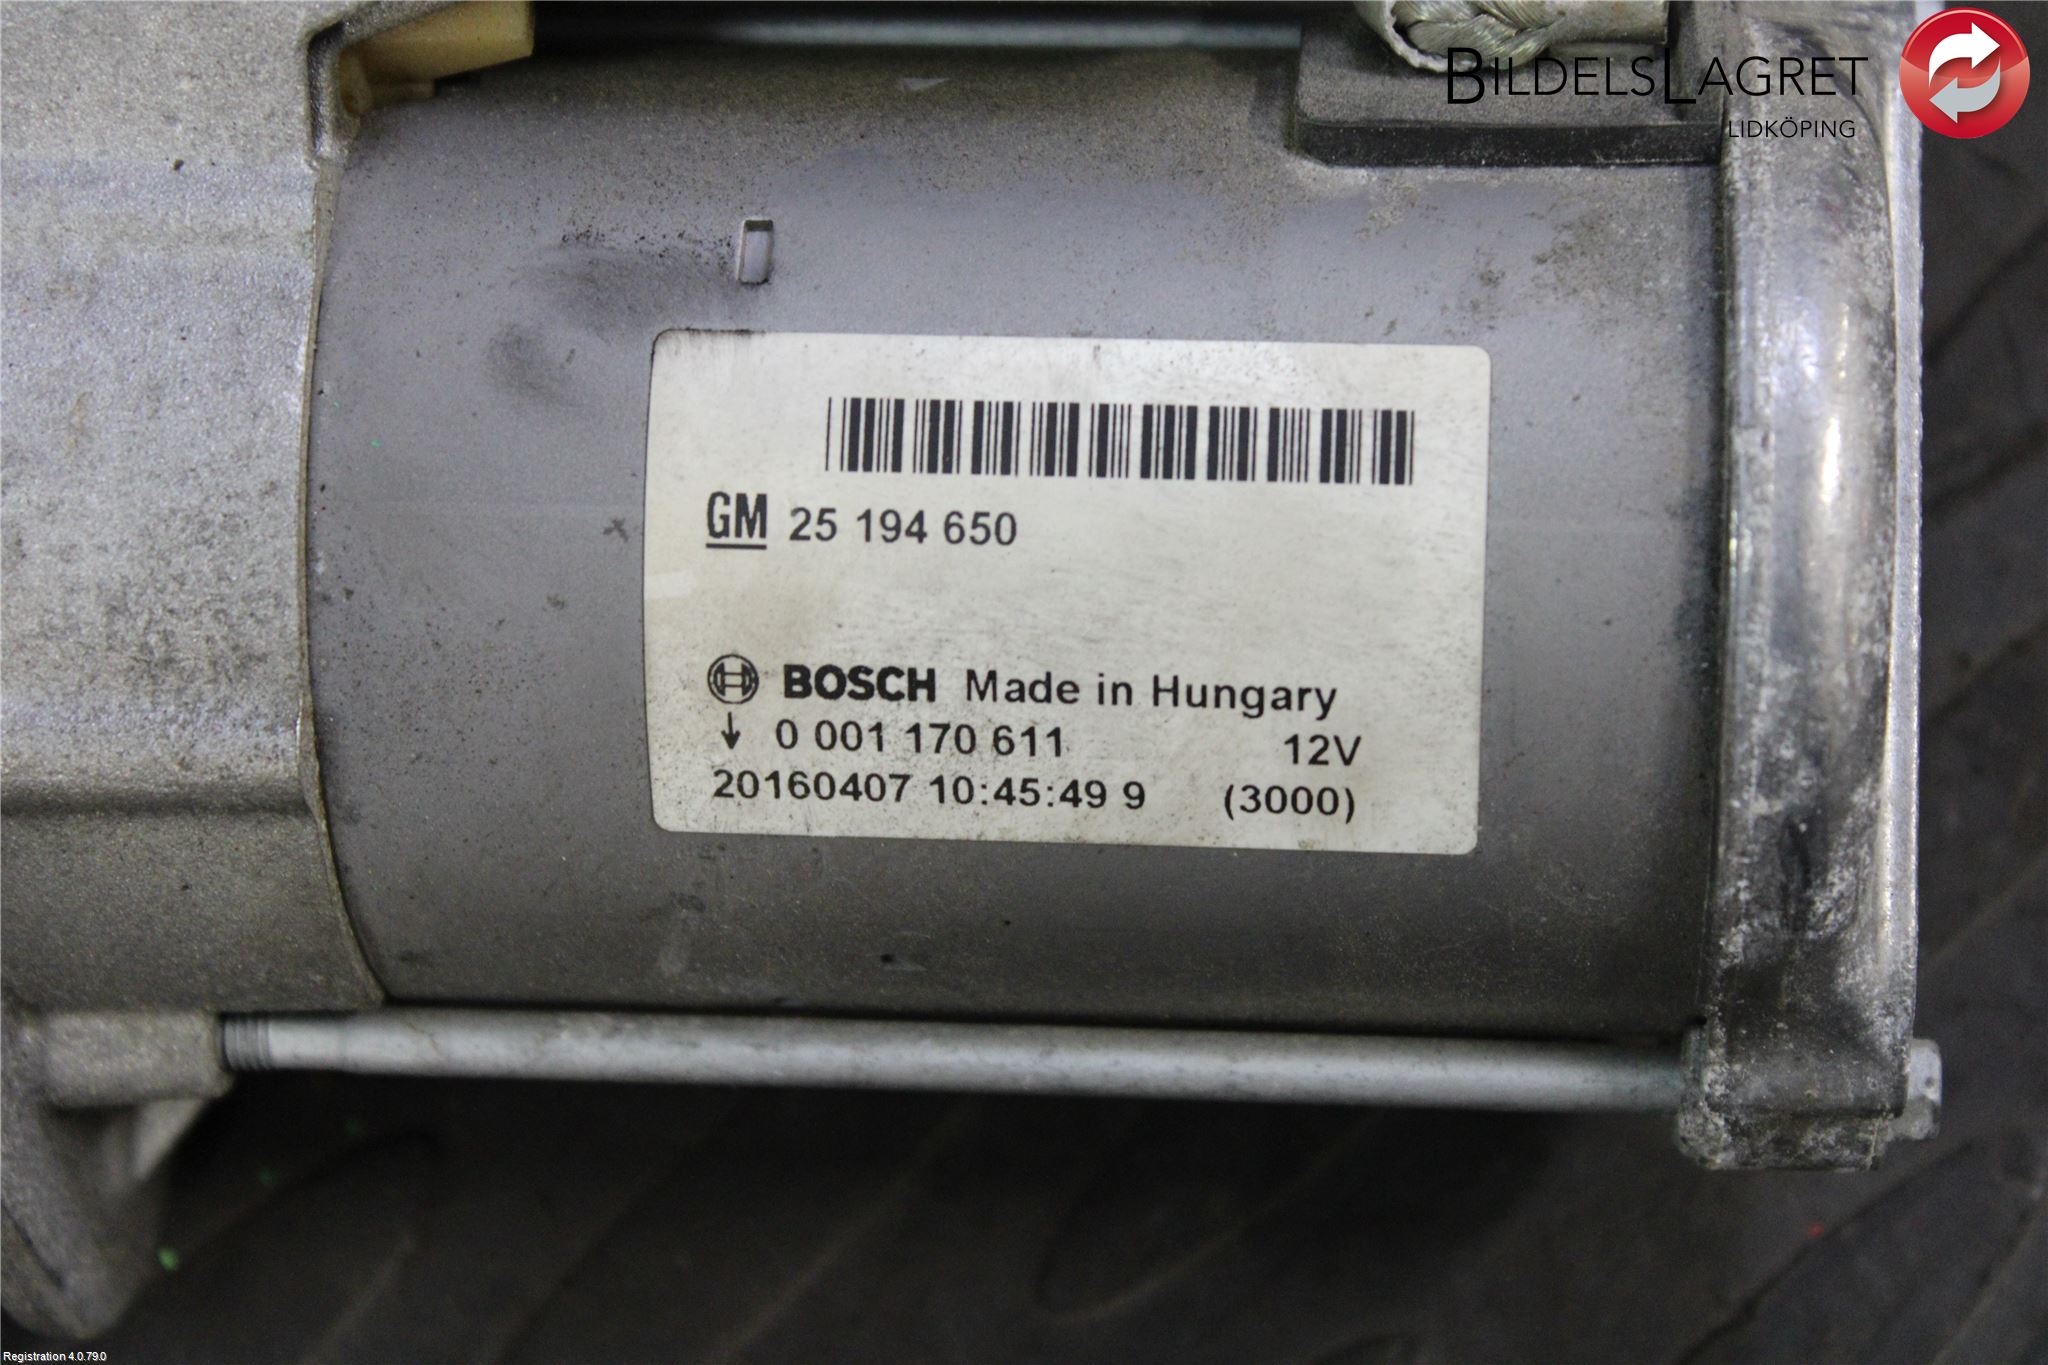 BILDELSLAGRET
LIDKÖPING
GM 25 194 650
BOSCH Made in Hungary
↓ 0 001 170 611 12V
20160407 10:45:49 9 (3000)
Registration 4.0.79.0